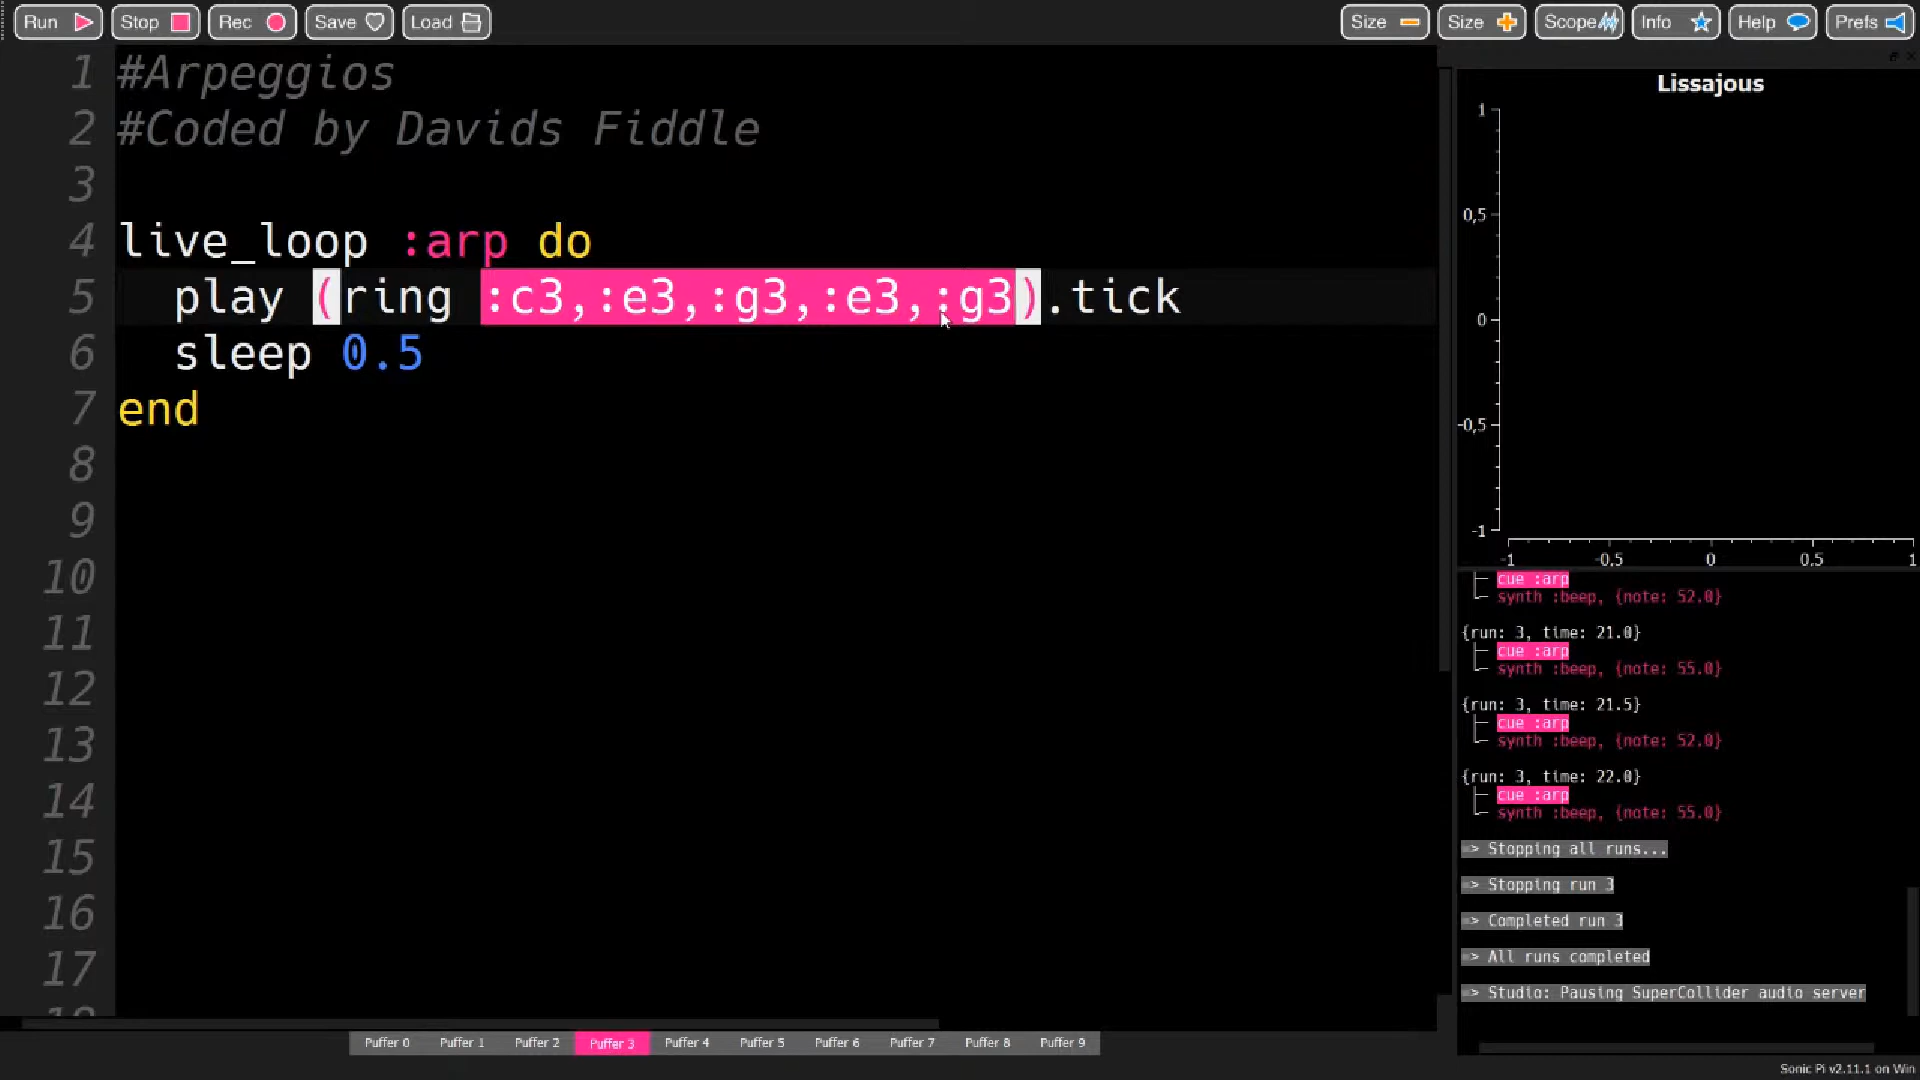 Run Stop Rec Save Load Size Size Scope Info Help Prefs
1 #Arpeggios
2 #Coded by Davids Fiddle
3
4 live_loop :arp do
5 play (ring :c3,:e3,:g3,:e3,:g3).tick
6 sleep 0.5
7 end
8
9
10
11
12
13
14
15
16
17
Lissajous
1
0,5
0
-0,5
-1
-1 -0.5 0 0.5 1
cue :arp
synth :beep, {note: 52.0}
{run: 3, time: 21.0}
cue :arp
synth :beep, {note: 55.0}
{run: 3, time: 21.5}
cue :arp
synth :beep, {note: 52.0}
{run: 3, time: 22.0}
cue :arp
synth :beep, {note: 55.0}
=> Stopping all runs...
=> Stopping run 3
=> Completed run 3
=> All runs completed
=> Studio: Pausing SuperCollider audio server
Puffer 0 Puffer 1 Puffer 2 Puffer 3 Puffer 4 Puffer 5 Puffer 6 Puffer 7 Puffer 8 Puffer 9
Sonic Pi v2.11.1 on Win